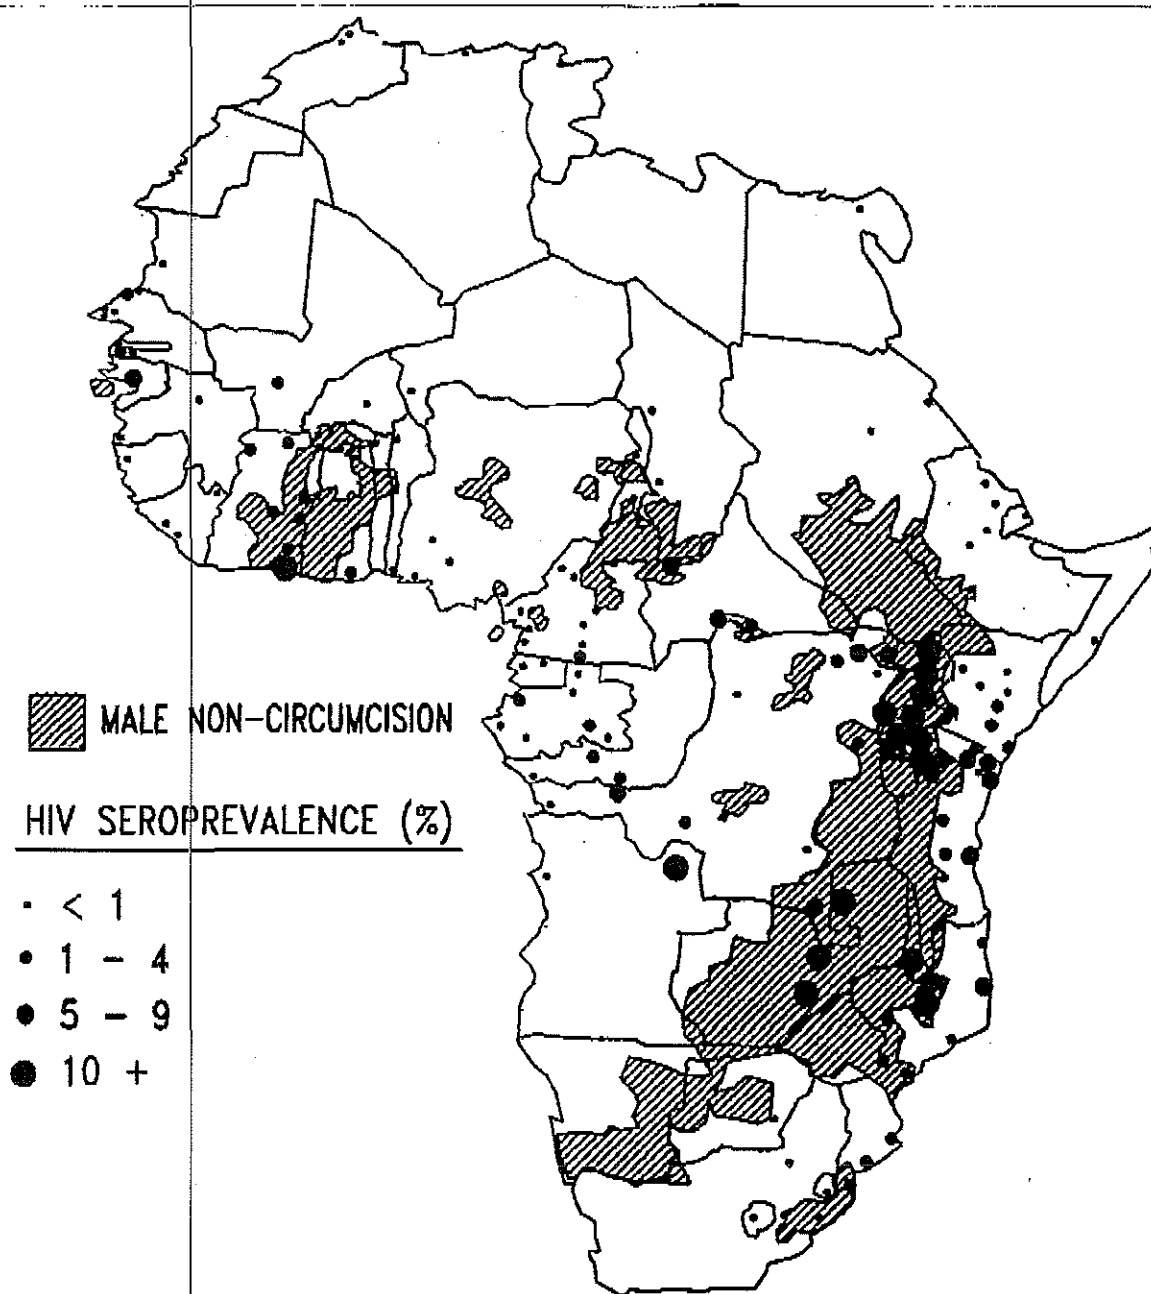 MALE NON-CIRCUMCISION
HIV SEROPREVALENCE (%)
< 1
1 - 4
5 - 9
10 +